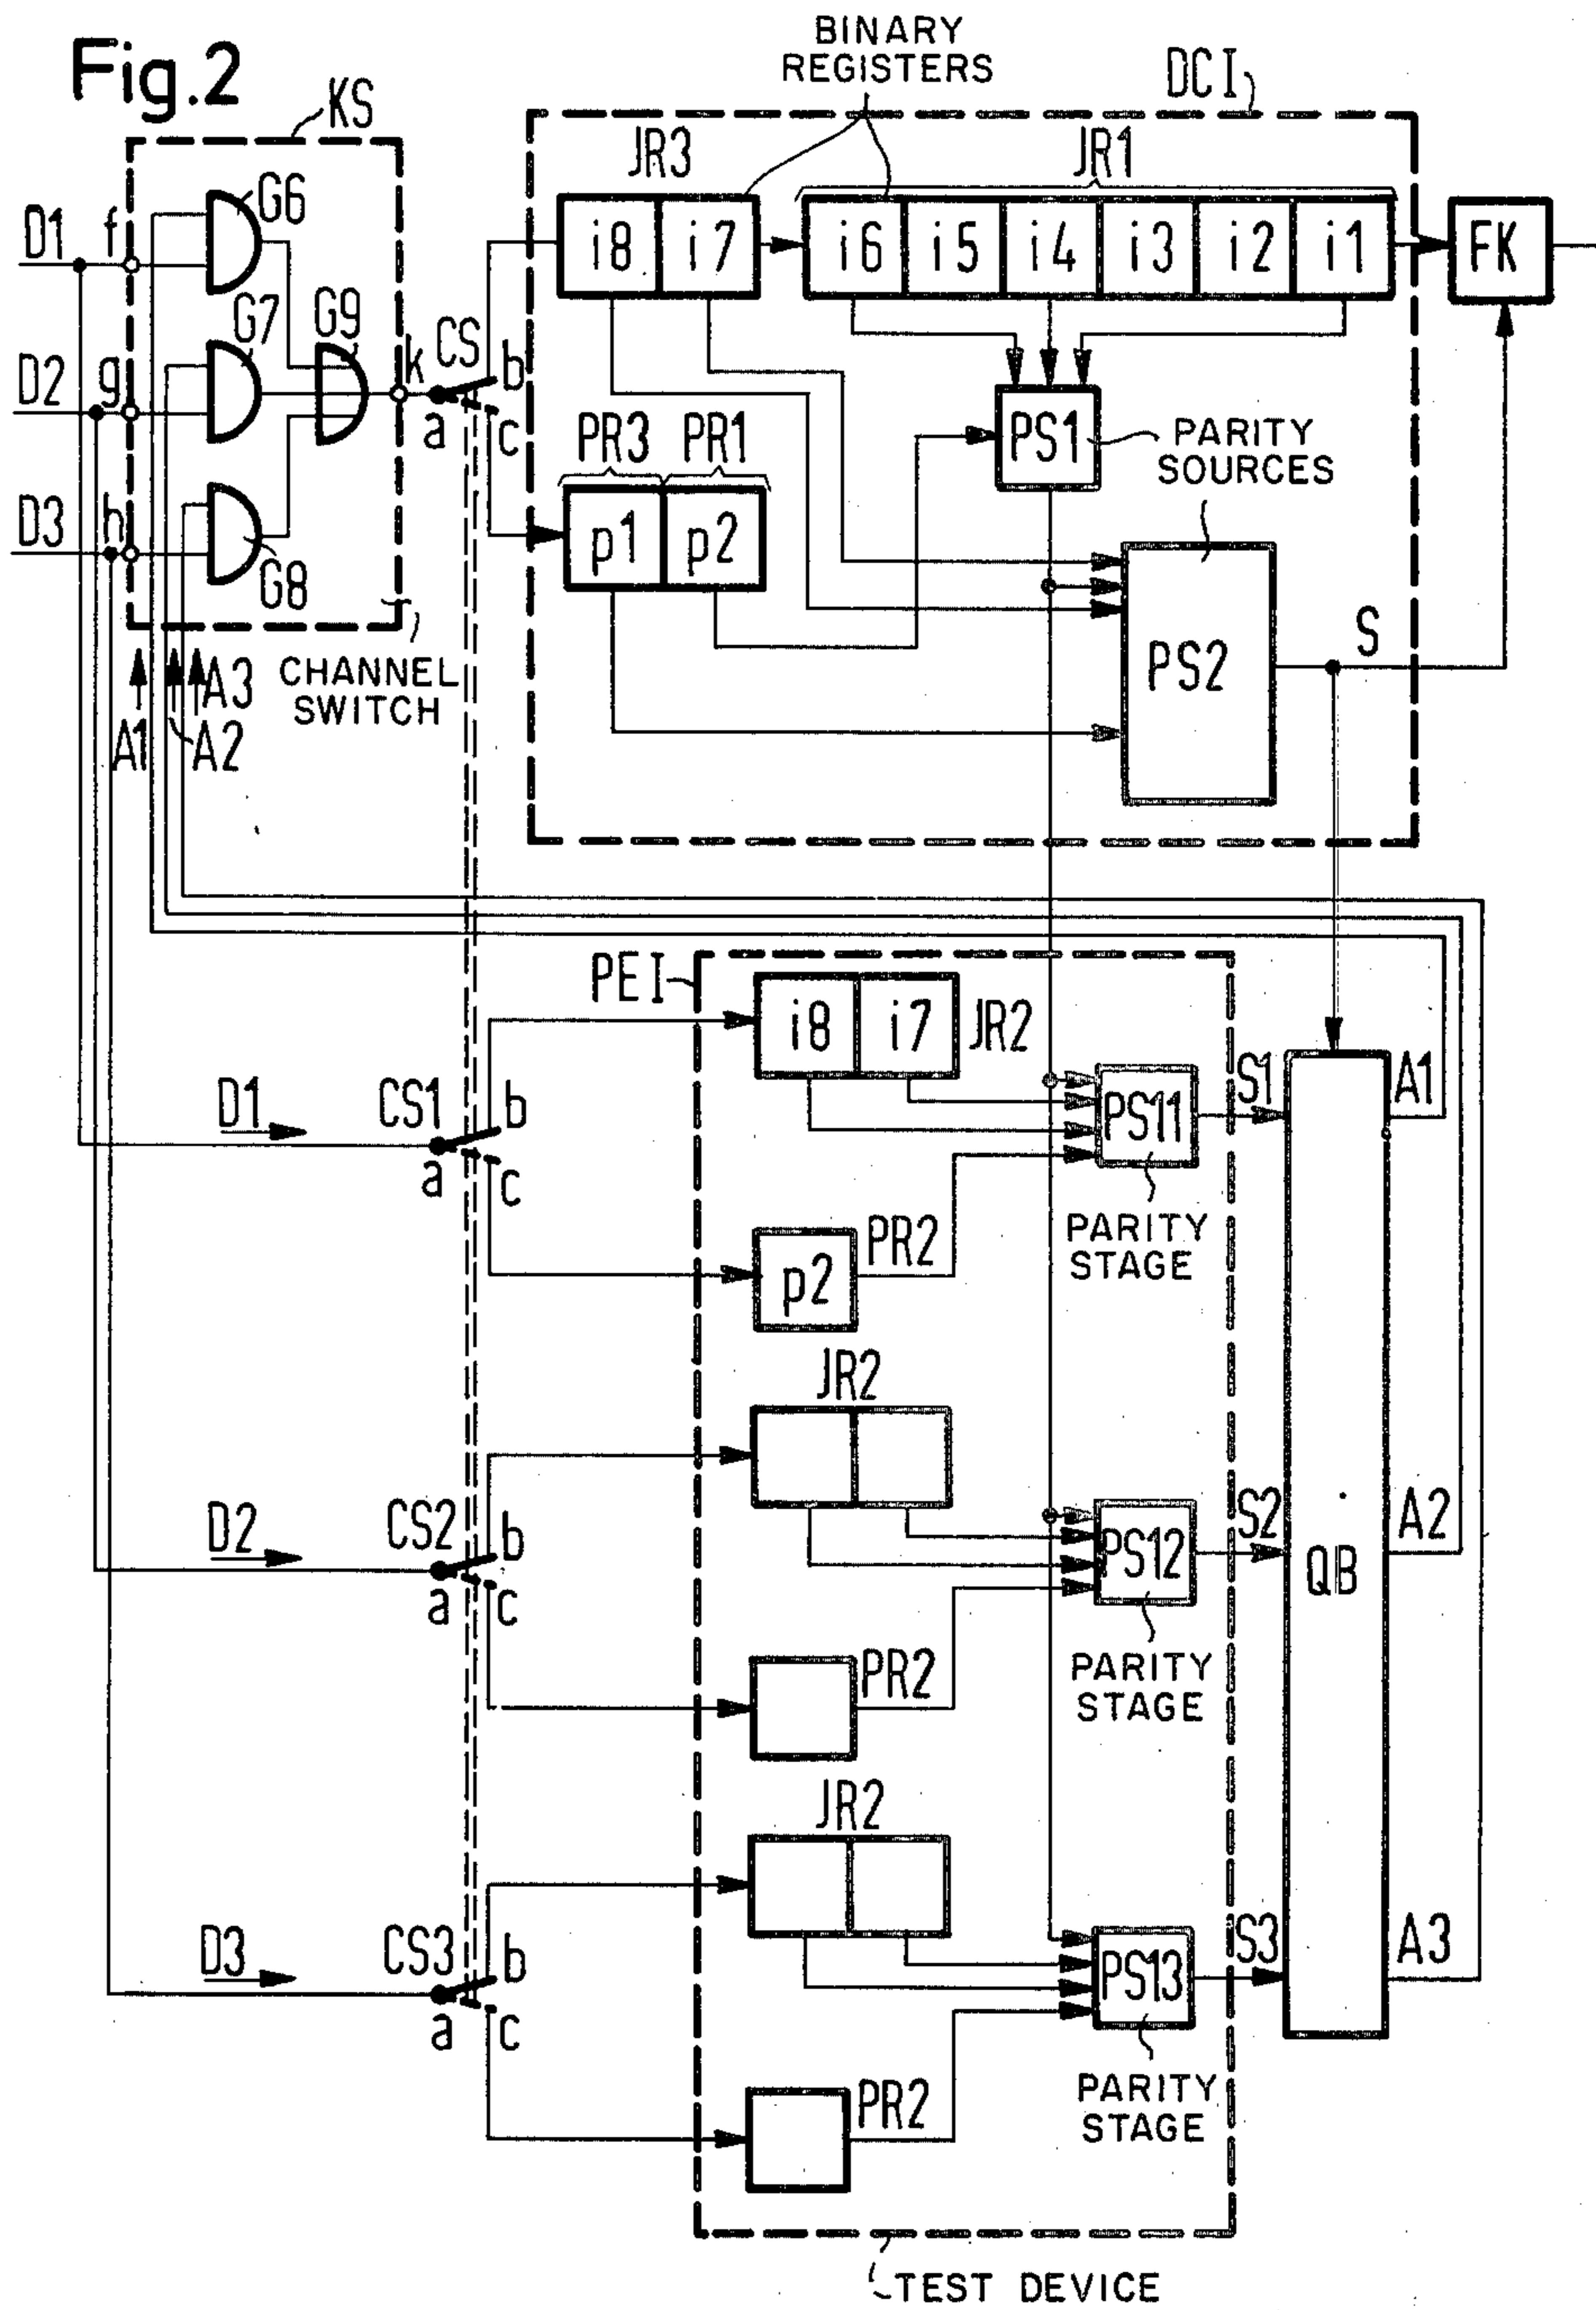 Fig.2
BINARY
REGISTERS
DCI
KS
JR3
JR1
G6
D1
f
i8
i7
i6
i5
i4
i3
i2
i1
FK
G7
G9
D2
g
k
CS
b
a
c
PR3
PR1
PS1
PARITY
SOURCES
D3
h
G8
p1
p2
PS2
S
CHANNEL
SWITCH
A3
A1
A2
PEI
i8
i7
JR2
D1
CS1
b
a
c
PS11
S1
A1
PARITY
STAGE
p2
PR2
JR2
D2
CS2
b
a
c
PS12
S2
QB
A2
PARITY
STAGE
PR2
JR2
D3
CS3
b
a
c
PS13
S3
A3
PARITY
STAGE
PR2
TEST DEVICE